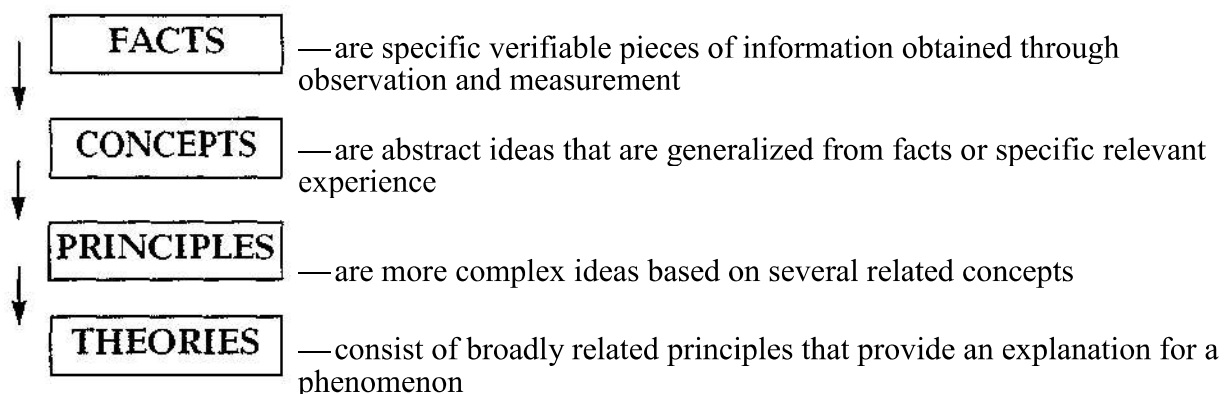 FACTS
—are specific verifiable pieces of information obtained through
observation and measurement
CONCEPTS
—are abstract ideas that are generalized from facts or specific relevant
experience
PRINCIPLES
—are more complex ideas based on several related concepts
THEORIES
—consist of broadly related principles that provide an explanation for a
phenomenon